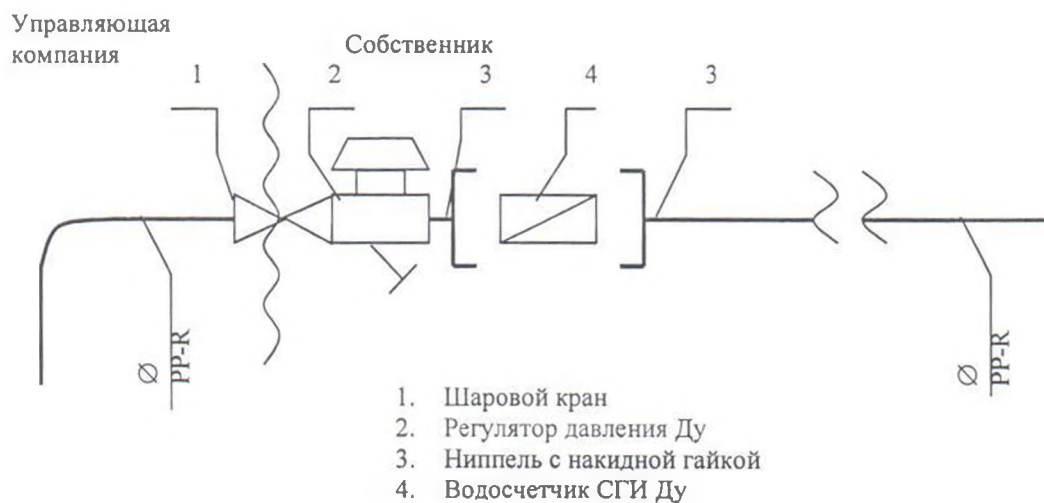 Управляющая
компания
Собственник
1
2
3
4
3
Ø
PP-R
Ø
PP-R
1. Шаровой кран
2. Регулятор давления Ду
3. Ниппель с накидной гайкой
4. Водосчетчик СГИ Ду